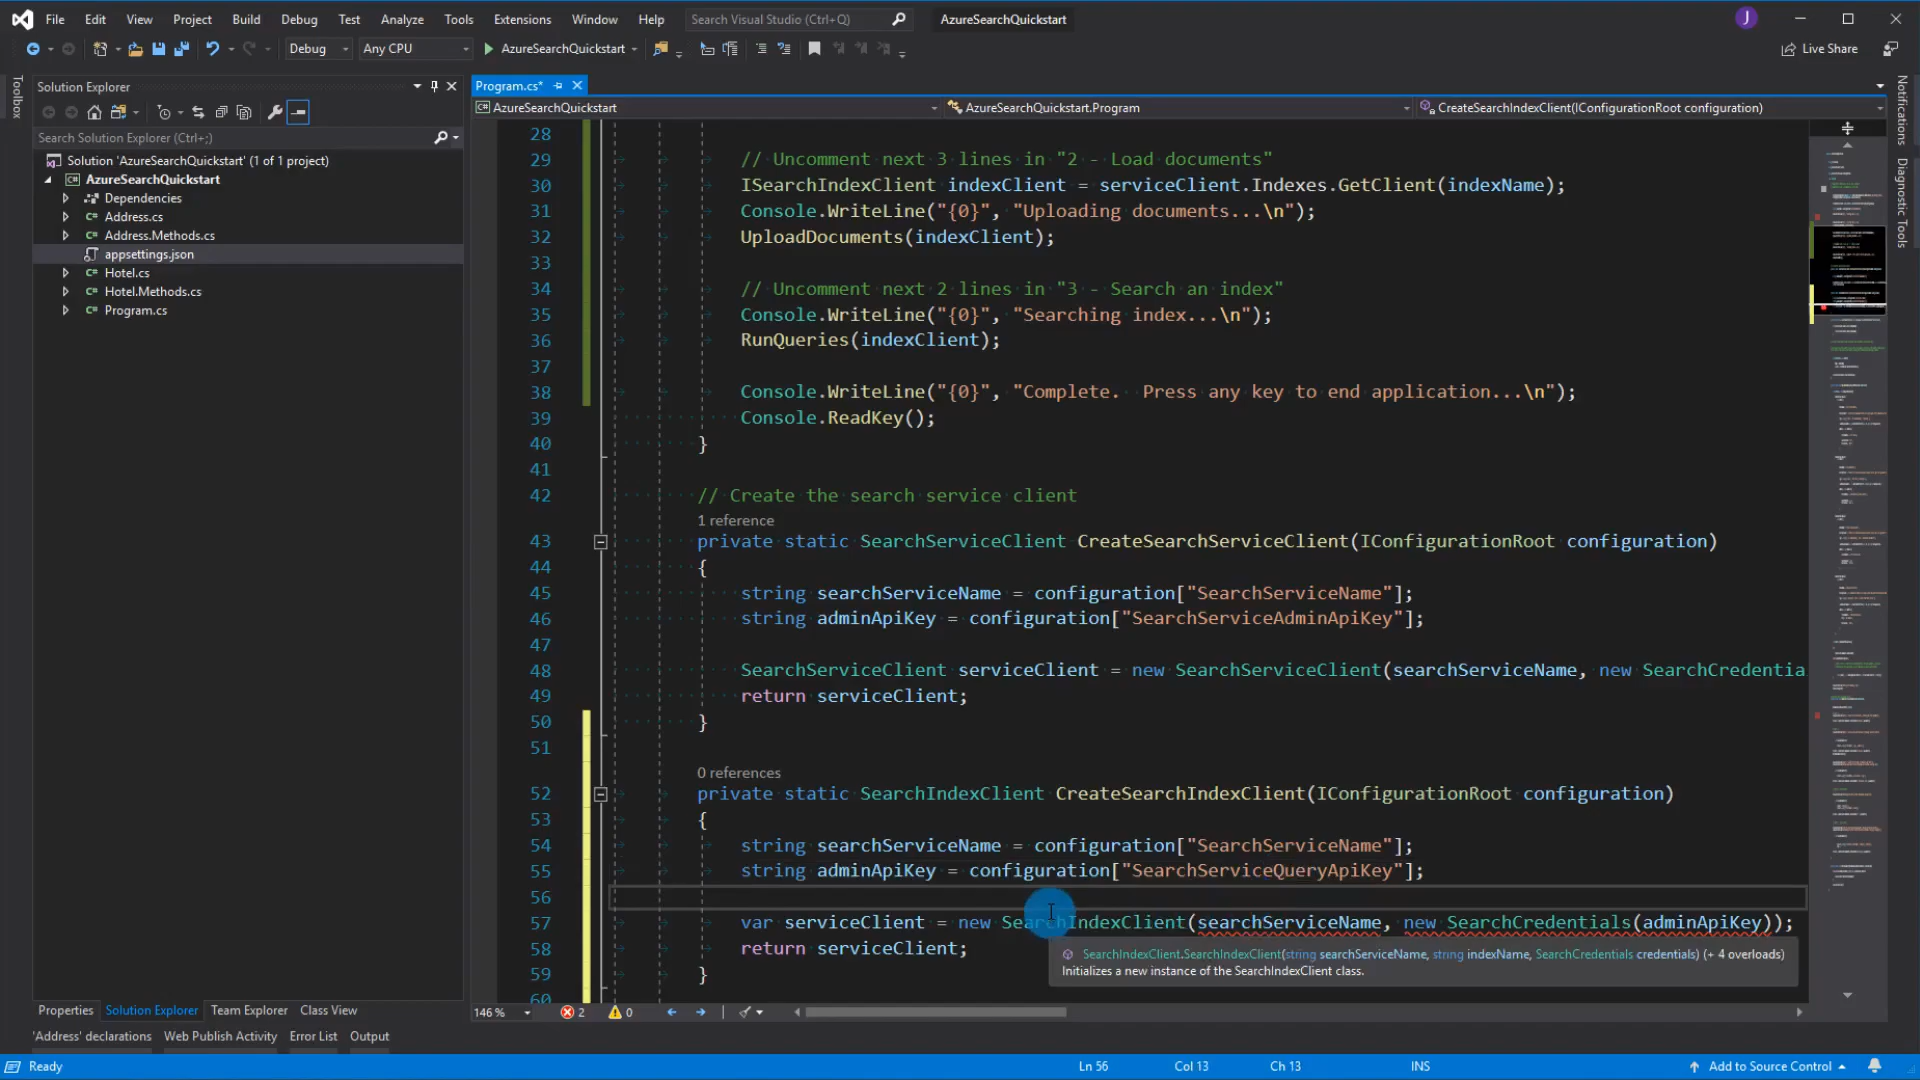 File Edit View Project Build Debug Test Analyze Tools Extensions Window Help Search Visual Studio (Ctrl+Q) AzureSearchQuickstart J
Debug Any CPU AzureSearchQuickstart Live Share
Toolbox
Solution Explorer
Search Solution Explorer (Ctrl+;)
Solution 'AzureSearchQuickstart' (1 of 1 project)
AzureSearchQuickstart
Dependencies
Address.cs
Address.Methods.cs
appsettings.json
Hotel.cs
Hotel.Methods.cs
Program.cs
Properties Solution Explorer Team Explorer Class View
Program.cs*
AzureSearchQuickstart AzureSearchQuickstart.Program CreateSearchIndexClient(IConfigurationRoot configuration)
28
29 // Uncomment next 3 lines in "2 - Load documents"
30 ISearchIndexClient indexClient = serviceClient.Indexes.GetClient(indexName);
31 Console.WriteLine("{0}", "Uploading documents...\n");
32 UploadDocuments(indexClient);
33
34 // Uncomment next 2 lines in "3 - Search an index"
35 Console.WriteLine("{0}", "Searching index...\n");
36 RunQueries(indexClient);
37
38 Console.WriteLine("{0}", "Complete.  Press any key to end application...\n");
39 Console.ReadKey();
40 }
41
42 // Create the search service client
1 reference
43 private static SearchServiceClient CreateSearchServiceClient(IConfigurationRoot configuration)
44 {
45 string searchServiceName = configuration["SearchServiceName"];
46 string adminApiKey = configuration["SearchServiceAdminApiKey"];
47
48 SearchServiceClient serviceClient = new SearchServiceClient(searchServiceName, new SearchCredentia
49 return serviceClient;
50 }
51
0 references
52 private static SearchIndexClient CreateSearchIndexClient(IConfigurationRoot configuration)
53 {
54 string searchServiceName = configuration["SearchServiceName"];
55 string adminApiKey = configuration["SearchServiceQueryApiKey"];
56
57 var serviceClient = new SearchIndexClient(searchServiceName, new SearchCredentials(adminApiKey));
58 return serviceClient;
SearchIndexClient.SearchIndexClient(string searchServiceName, string indexName, SearchCredentials credentials) (+ 4 overloads)
Initializes a new instance of the SearchIndexClient class.
59 }
60
146 % 2 0
Notifications
Diagnostic Tools
'Address' declarations Web Publish Activity Error List Output
Ready Ln 56 Col 13 Ch 13 INS Add to Source Control